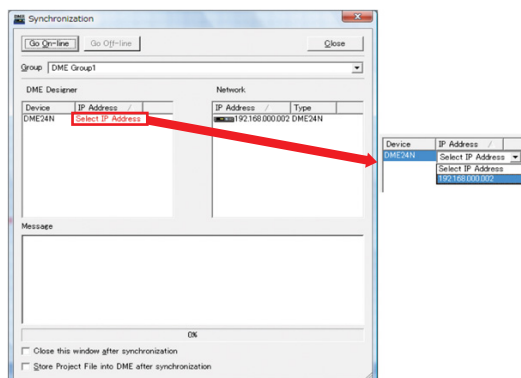 Synchronization
Go On-line
Go Off-line
Close
Group
DME Group1
DME Designer
Network
Device
IP Address
DME24N
Select IP Address
IP Address
Type
192.168.000.002
DME24N
Device
IP Address
DME24N
Select IP Address
Select IP Address
192.168.000.002
Message
0%
Close this window after synchronization
Store Project File into DME after synchronization